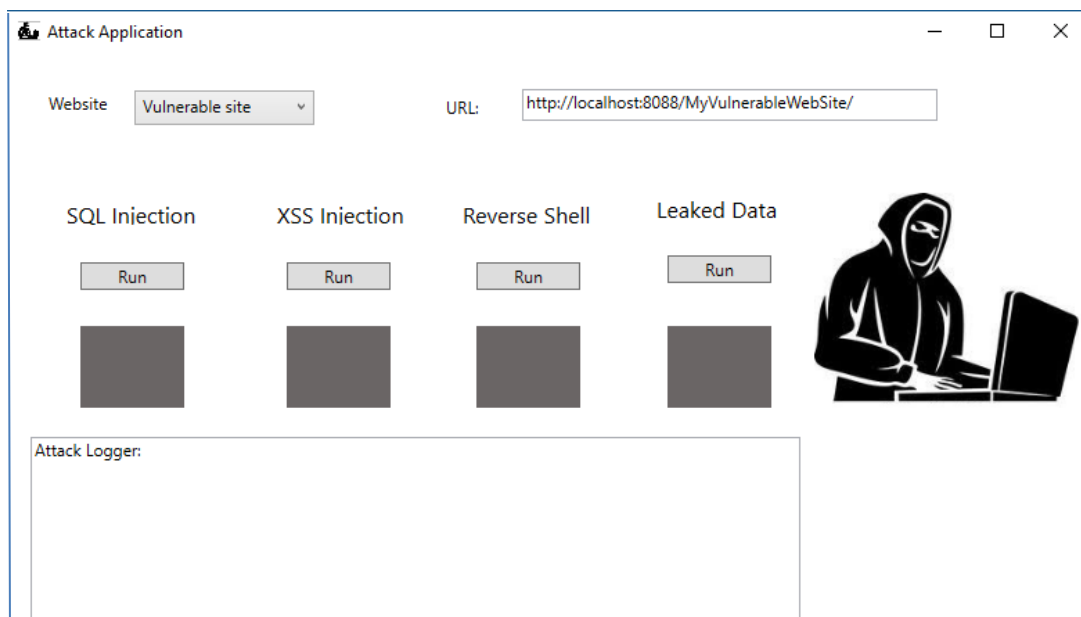 Attack Application
Website
Vulnerable site
URL:
http://localhost:8088/MyVulnerableWebSite/
SQL Injection
XSS Injection
Reverse Shell
Leaked Data
Run
Run
Run
Run
Attack Logger: